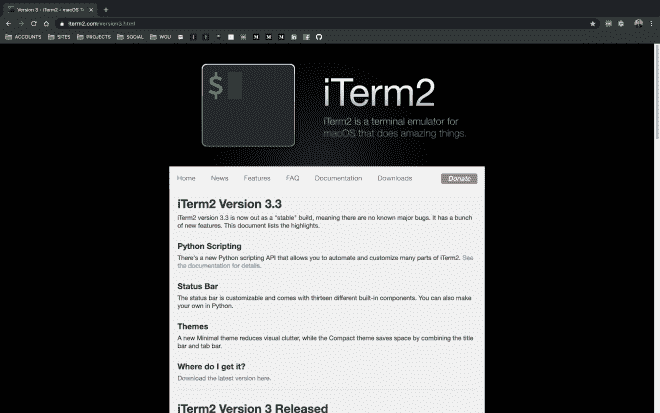 Version 3 - iTerm2 - macOS Te
iterm2.com/version3.html
ACCOUNTS SITES PROJECTS SOCIAL WOU
$
iTerm2
iTerm2 is a terminal emulator for
macOS that does amazing things.
Home News Features FAQ Documentation Downloads Donate
iTerm2 Version 3.3
iTerm2 version 3.3 is now out as a "stable" build, meaning there are no known major bugs. It has a bunch
of new features. This document lists the highlights.
Python Scripting
There's a new Python scripting API that allows you to automate and customize many parts of iTerm2. See
the documentation for details.
Status Bar
The status bar is customizable and comes with thirteen different built-in components. You can also make
your own in Python.
Themes
A new Minimal theme reduces visual clutter, while the Compact theme saves space by combining the title
bar and tab bar.
Where do I get it?
Download the latest version here.
iTerm2 Version 3 Released